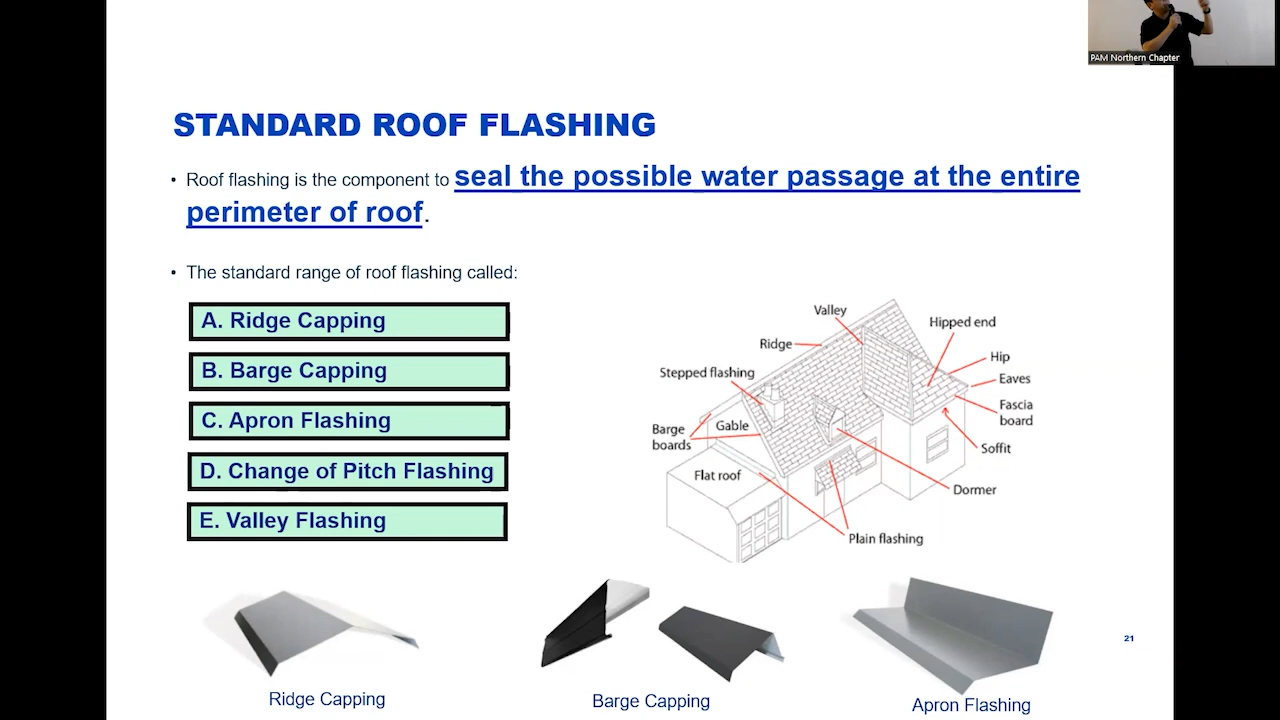 PAM Northern Chapter
STANDARD ROOF FLASHING
• Roof flashing is the component to seal the possible water passage at the entire
perimeter of roof.
• The standard range of roof flashing called:
A. Ridge Capping
B. Barge Capping
C. Apron Flashing
D. Change of Pitch Flashing
E. Valley Flashing
Valley
Hipped end
Ridge
Hip
Stepped flashing
Eaves
Fascia
board
Barge
boards
Gable
Soffit
Flat roof
Dormer
Plain flashing
21
Ridge Capping
Barge Capping
Apron Flashing